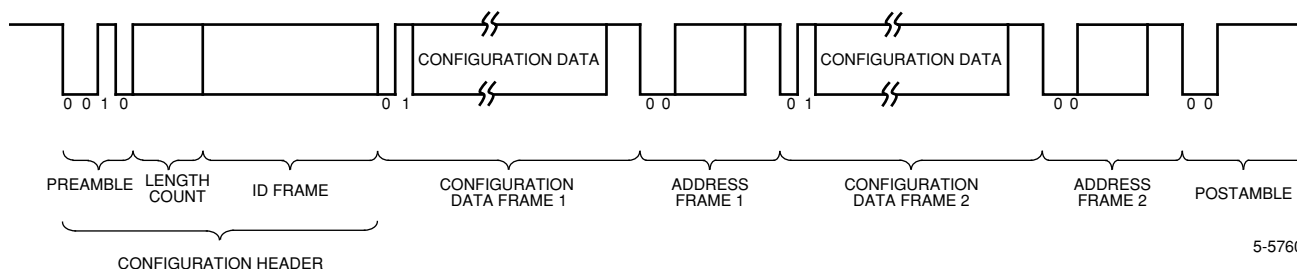 CONFIGURATION DATA CONFIGURATION DATA
0 0 1 0 0 1 0 0 0 1 0 0 0 0
PREAMBLE LENGTH COUNT ID FRAME CONFIGURATION DATA FRAME 1 ADDRESS FRAME 1 CONFIGURATION DATA FRAME 2 ADDRESS FRAME 2 POSTAMBLE
CONFIGURATION HEADER
5-5760